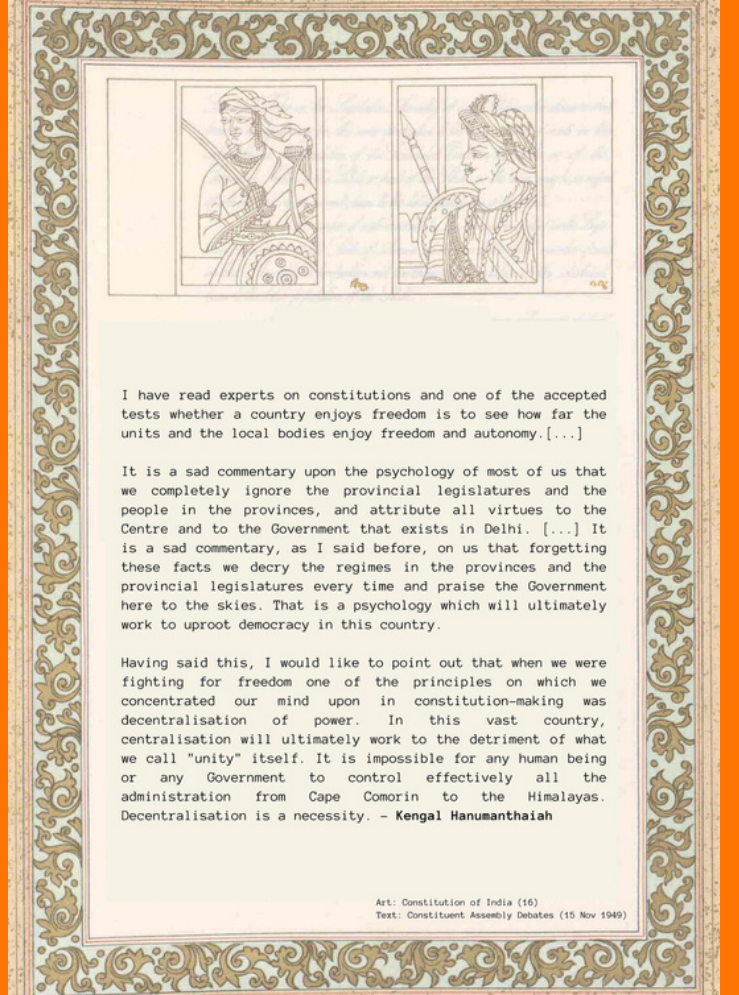 I have read experts on constitutions and one of the accepted
tests whether a country enjoys freedom is to see how far the
units and the local bodies enjoy freedom and autonomy.[...]
It is a sad commentary upon the psychology of most of us that
we completely ignore the provincial legislatures and the
people in the provinces, and attribute all virtues to the
Centre and to the Government that exists in Delhi. [...] It
is a sad commentary, as I said before, on us that forgetting
these facts we decry the regimes in the provinces and the
provincial legislatures every time and praise the Government
here to the skies. That is a psychology which will ultimately
work to uproot democracy in this country.
Having said this, I would like to point out that when we were
fighting for freedom one of the principles on which we
concentrated our mind upon in constitution-making was
decentralisation of power. In this vast country,
centralisation will ultimately work to the detriment of what
we call "unity" itself. It is impossible for any human being
or any Government to control effectively all the
administration from Cape Comorin to the Himalayas.
Decentralisation is a necessity. - Kengal Hanumanthaiah
Art: Constitution of India (16)
Text: Constituent Assembly Debates (15 Nov 1949)